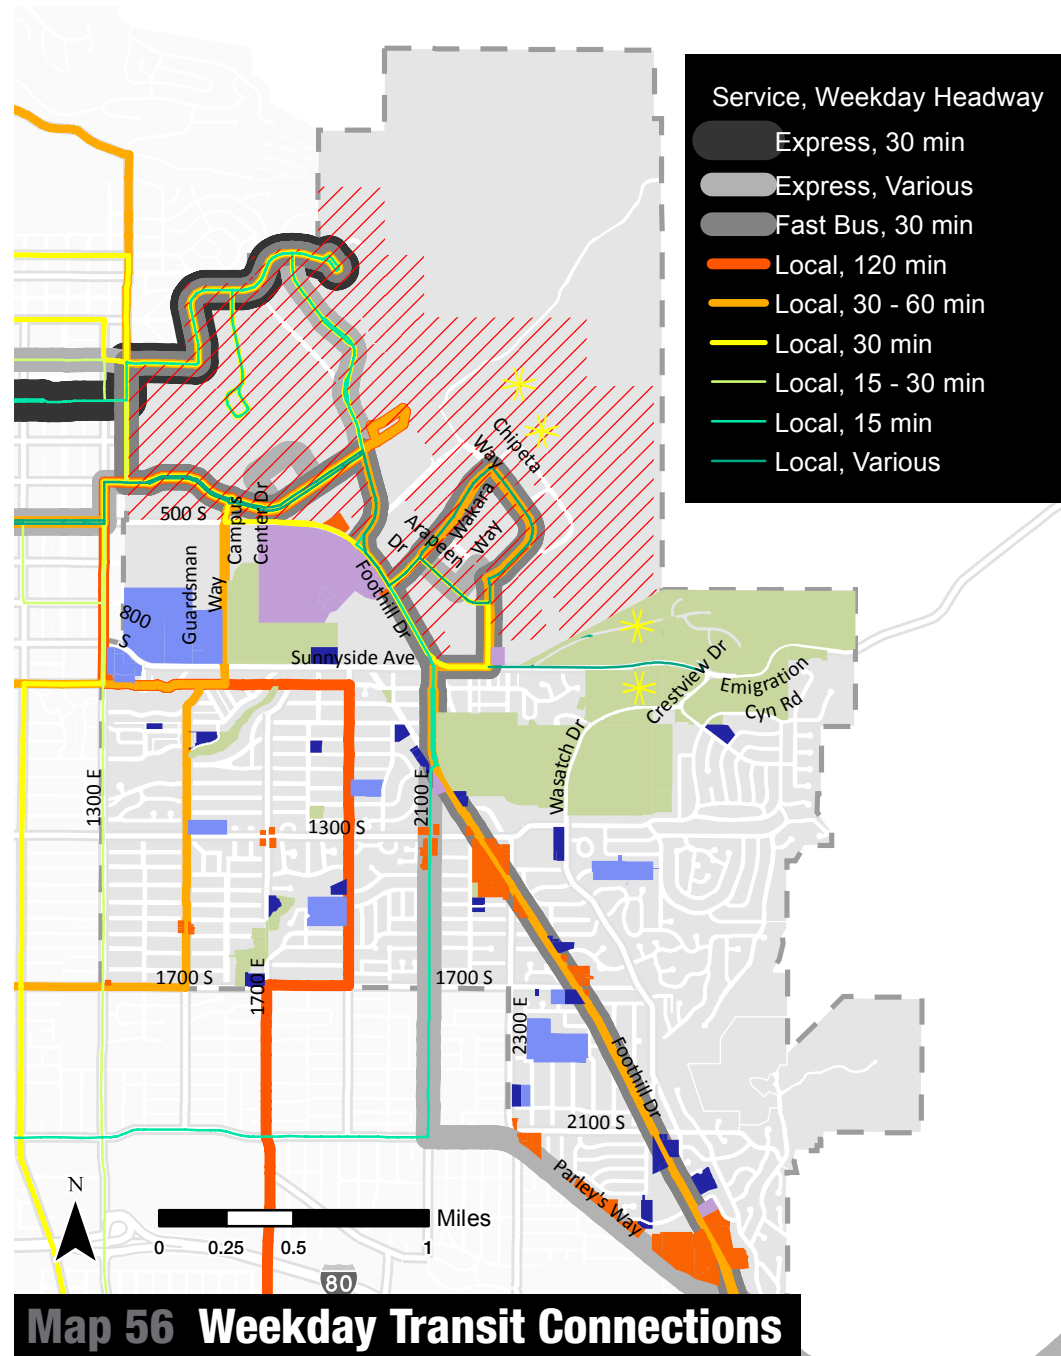 Service, Weekday Headway
Express, 30 min
Express, Various
Fast Bus, 30 min
Local, 120 min
Local, 30 - 60 min
Local, 30 min
Local, 15 - 30 min
Local, 15 min
Local, Various
Chipeta
Way
Wakara
Way
Arapeen
Dr
500 S
Campus
Center Dr
Guardsman
Way
Foothill Dr
800
S
Sunnyside Ave
Crestview Dr
Emigration
Cyn Rd
Wasatch Dr
1300 E
2100 E
1300 S
1700 S
1700 E
1700 S
2300 E
Foothill Dr
2100 S
Parley's Way
N
Miles
0 0.25 0.5 1
80
Map 56 Weekday Transit Connections